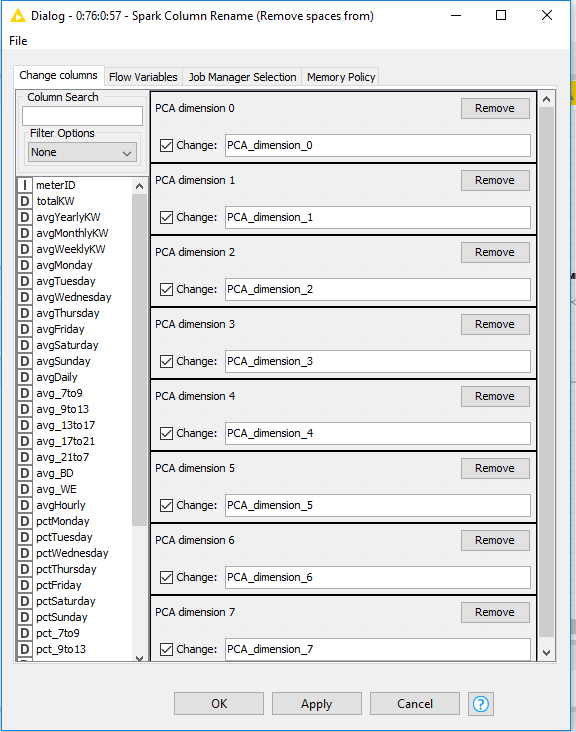 Dialog - 0:76:0:57 - Spark Column Rename (Remove spaces from)
File
Change columns Flow Variables Job Manager Selection Memory Policy
Column Search
Filter Options
None
I meterID
D totalKW
D avgYearlyKW
D avgMonthlyKW
D avgWeeklyKW
D avgMonday
D avgTuesday
D avgWednesday
D avgThursday
D avgFriday
D avgSaturday
D avgSunday
D avgDaily
D avg_7to9
D avg_9to13
D avg_13to17
D avg_17to21
D avg_21to7
D avg_BD
D avg_WE
D avgHourly
D pctMonday
D pctTuesday
D pctWednesday
D pctThursday
D pctFriday
D pctSaturday
D pctSunday
D pct_7to9
D pct_9to13
PCA dimension 0 Remove
Change: PCA_dimension_0
PCA dimension 1 Remove
Change: PCA_dimension_1
PCA dimension 2 Remove
Change: PCA_dimension_2
PCA dimension 3 Remove
Change: PCA_dimension_3
PCA dimension 4 Remove
Change: PCA_dimension_4
PCA dimension 5 Remove
Change: PCA_dimension_5
PCA dimension 6 Remove
Change: PCA_dimension_6
PCA dimension 7 Remove
Change: PCA_dimension_7
OK Apply Cancel ?